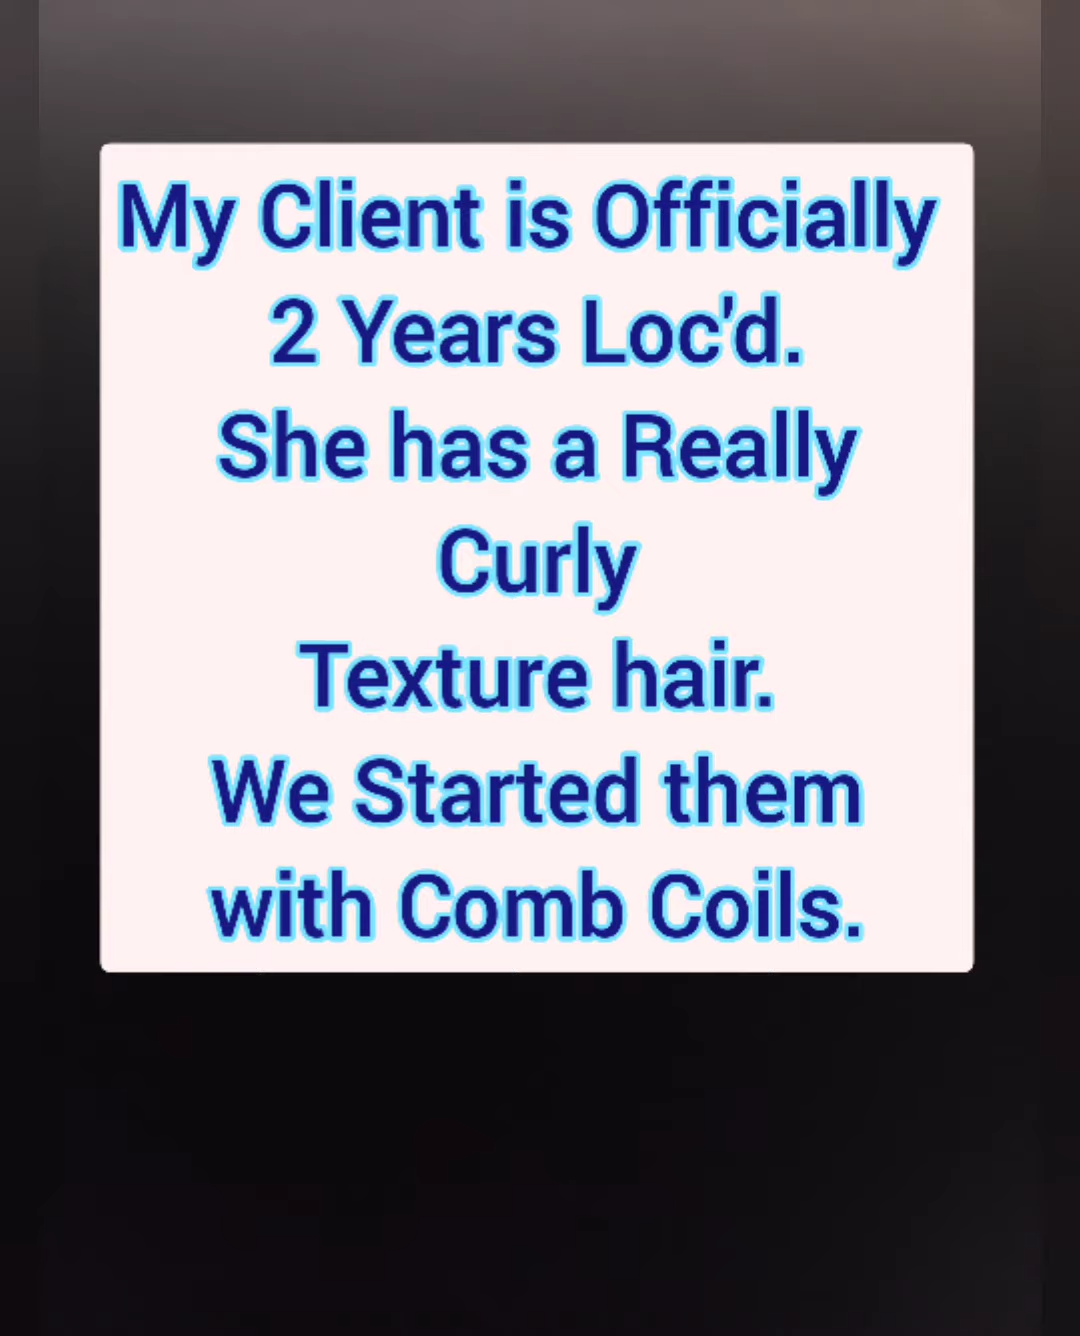 My Client is Officially
2 Years Loc'd.
She has a Really
Curly
Texture hair.
We Started them
with Comb Coils.